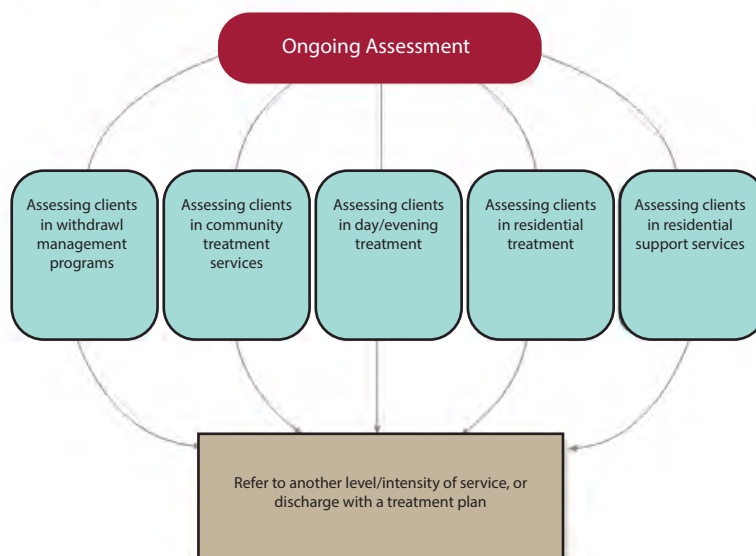 Ongoing Assessment
Assessing clients
in withdrawl
management
programs
Assessing clients
in community
treatment
services
Assessing clients
in day/evening
treatment
Assessing clients
in residential
treatment
Assessing clients
in residential
support services
Refer to another level/intensity of service, or
discharge with a treatment plan